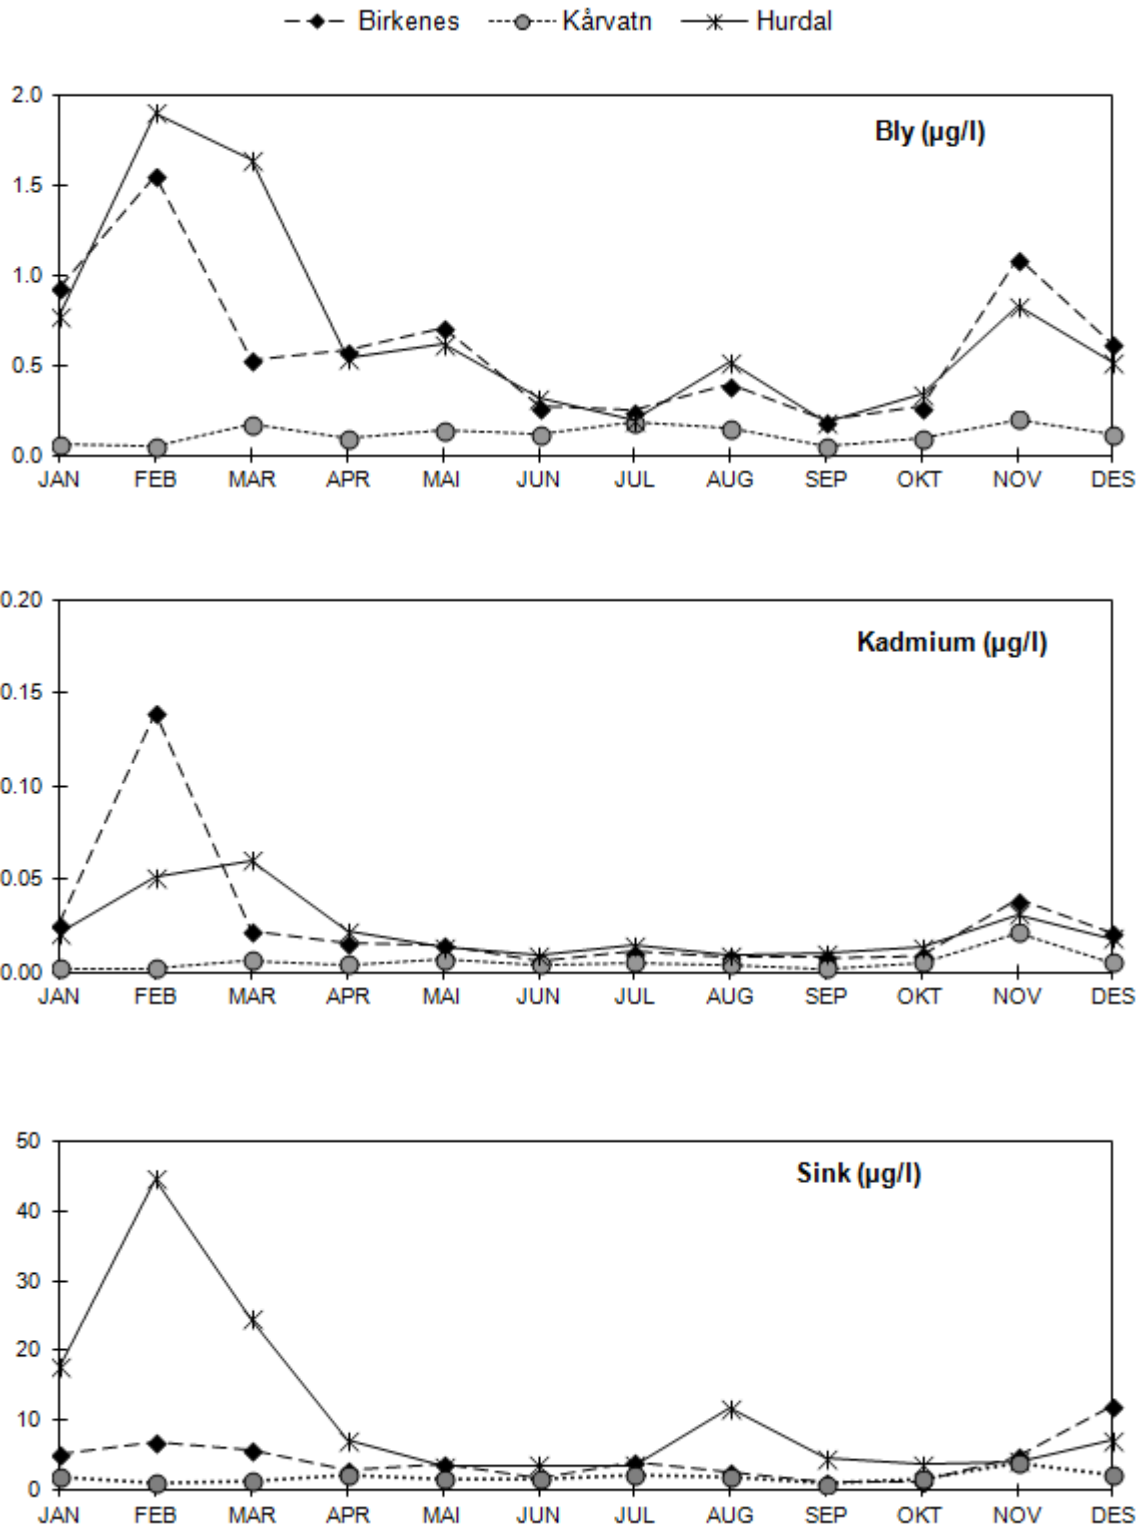 Birkenes Kårvatn Hurdal
Bly (µg/l)
2.0
1.5
1.0
0.5
0.0
JAN FEB MAR APR MAI JUN JUL AUG SEP OKT NOV DES
Kadmium (µg/l)
0.20
0.15
0.10
0.05
0.00
JAN FEB MAR APR MAI JUN JUL AUG SEP OKT NOV DES
Sink (µg/l)
50
40
30
20
10
0
JAN FEB MAR APR MAI JUN JUL AUG SEP OKT NOV DES